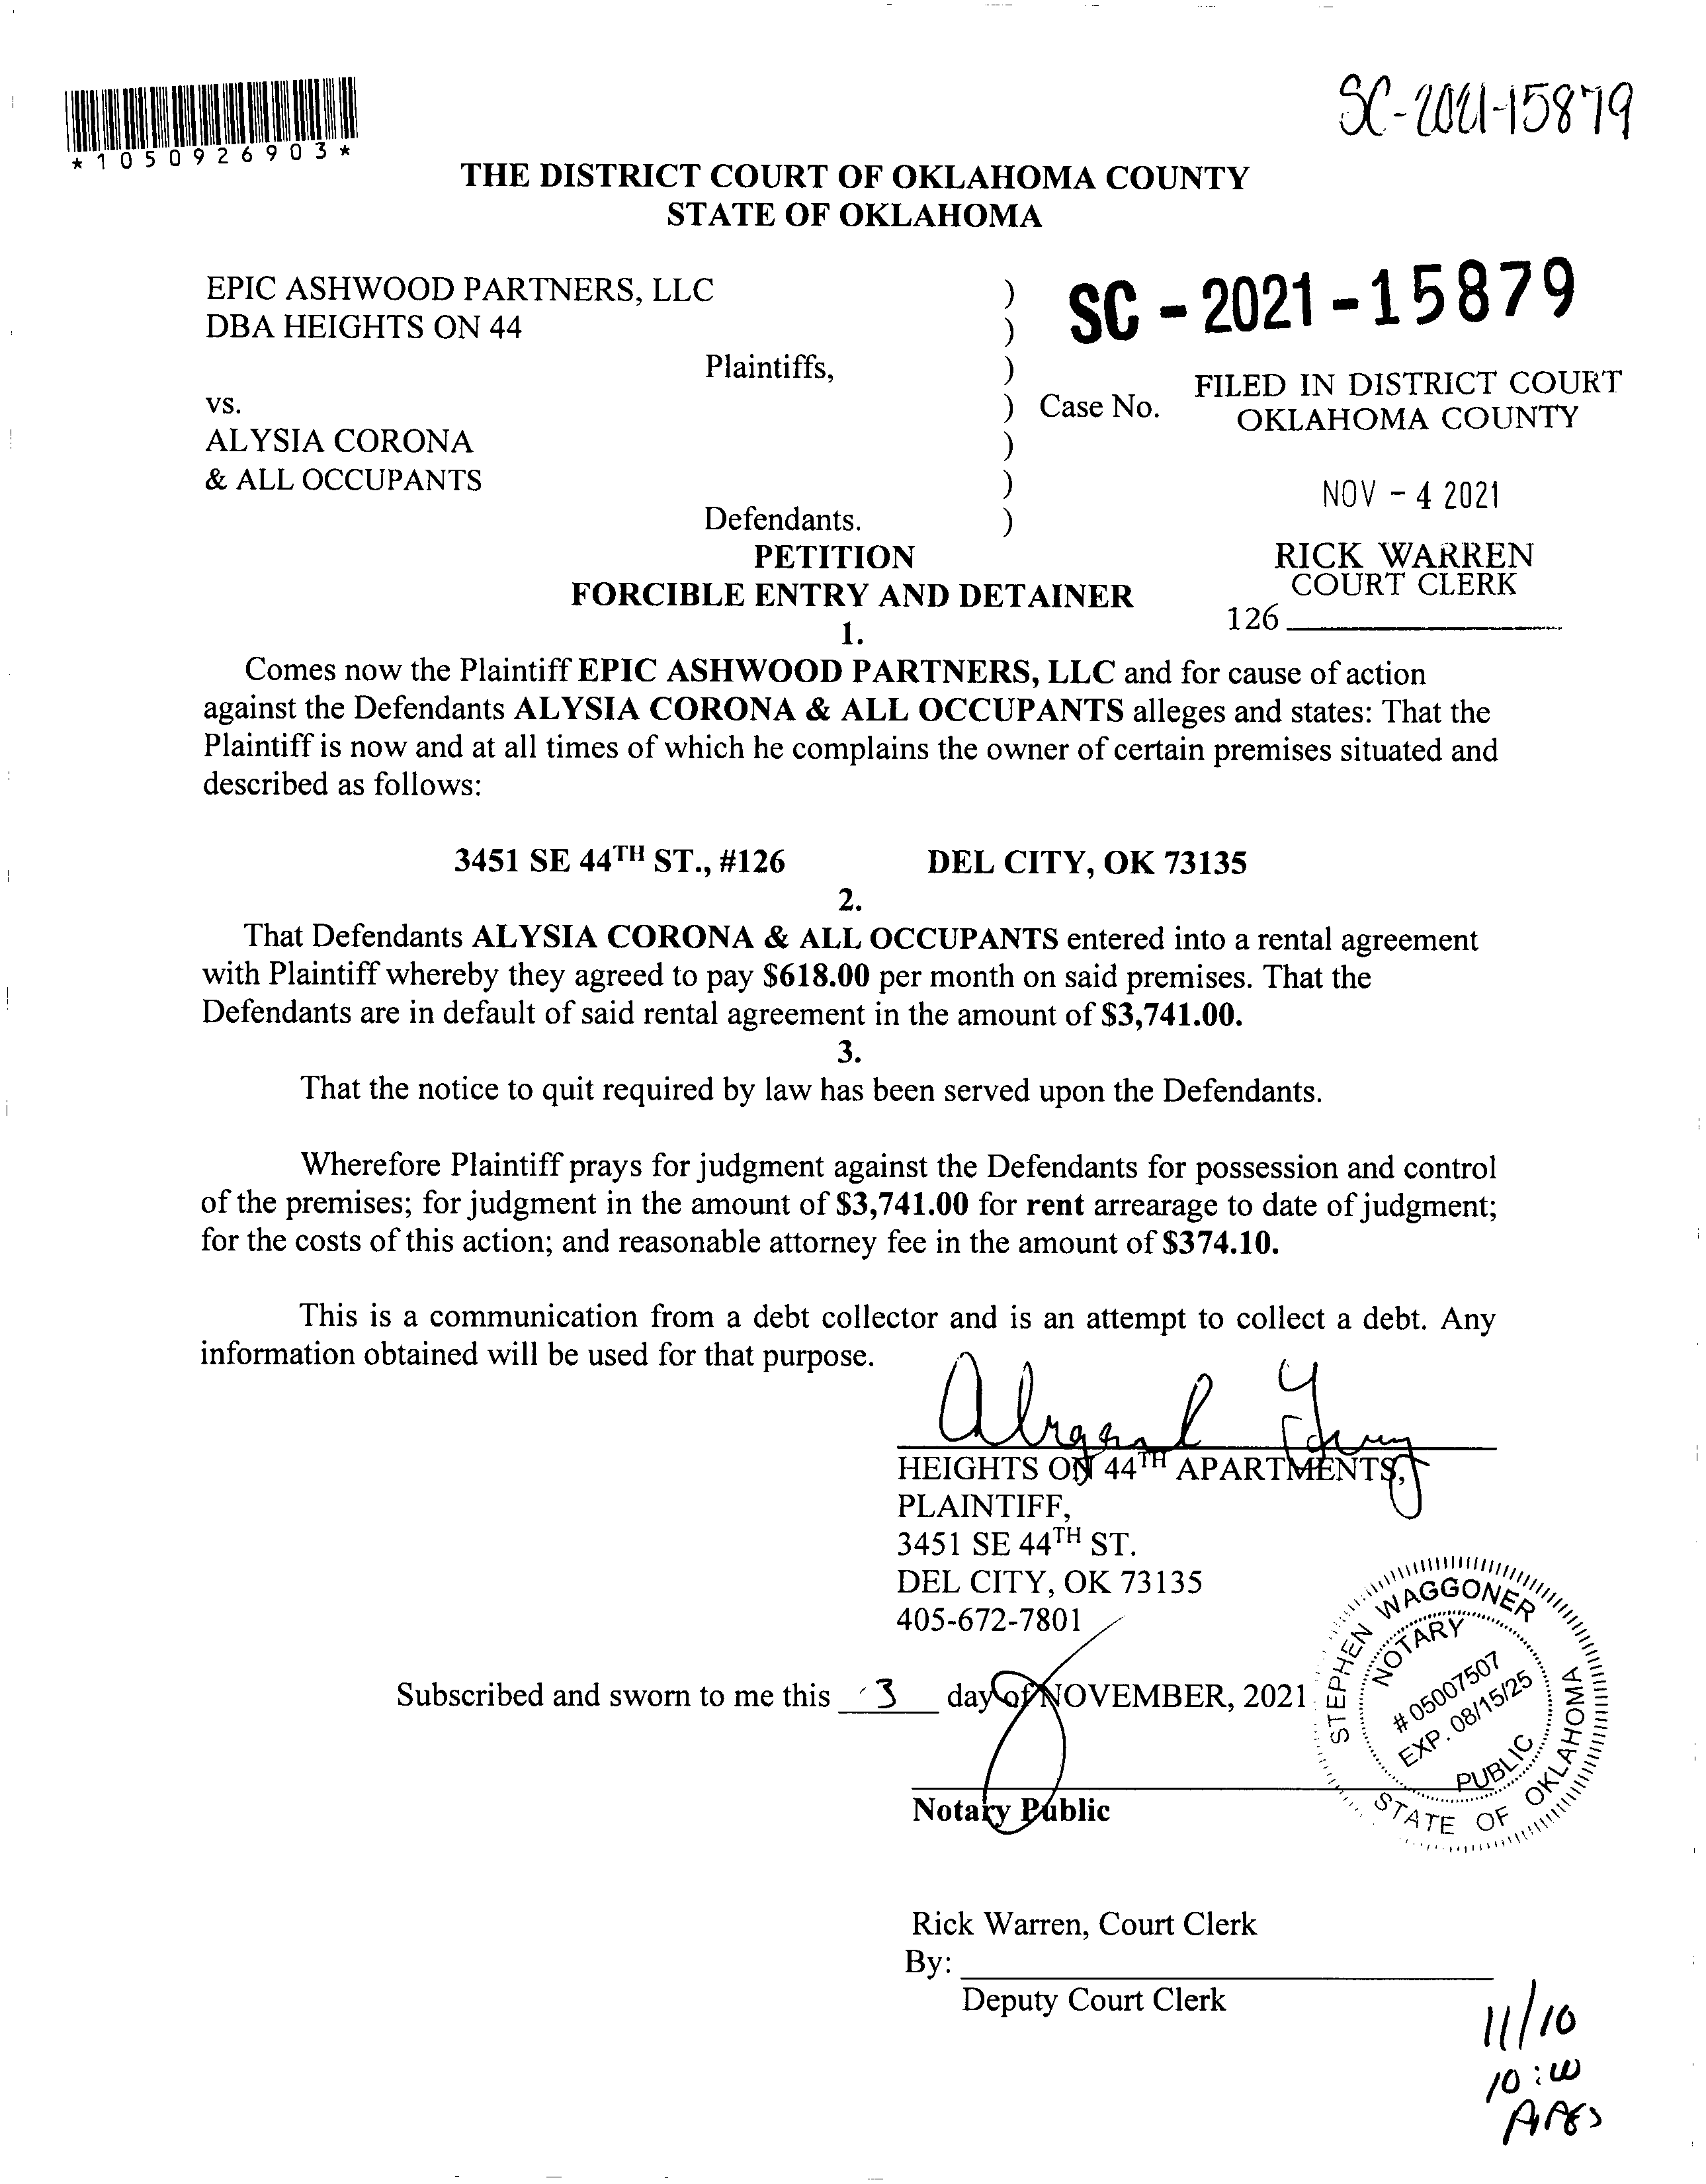 SC-2021-15879
*1050926903*
THE DISTRICT COURT OF OKLAHOMA COUNTY
STATE OF OKLAHOMA
EPIC ASHWOOD PARTNERS, LLC )
DBA HEIGHTS ON 44 )
SC - 2021 - 15879
Plaintiffs, )
vs. ) Case No.
FILED IN DISTRICT COURT
OKLAHOMA COUNTY
ALYSIA CORONA )
& ALL OCCUPANTS )
NOV - 4 2021
Defendants. )
PETITION
RICK WARREN
COURT CLERK
FORCIBLE ENTRY AND DETAINER
126
1.
Comes now the Plaintiff EPIC ASHWOOD PARTNERS, LLC and for cause of action
against the Defendants ALYSIA CORONA & ALL OCCUPANTS alleges and states: That the
Plaintiff is now and at all times of which he complains the owner of certain premises situated and
described as follows:
3451 SE 44TH ST., #126 DEL CITY, OK 73135
2.
That Defendants ALYSIA CORONA & ALL OCCUPANTS entered into a rental agreement
with Plaintiff whereby they agreed to pay $618.00 per month on said premises. That the
Defendants are in default of said rental agreement in the amount of $3,741.00.
3.
That the notice to quit required by law has been served upon the Defendants.
Wherefore Plaintiff prays for judgment against the Defendants for possession and control
of the premises; for judgment in the amount of $3,741.00 for rent arrearage to date of judgment;
for the costs of this action; and reasonable attorney fee in the amount of $374.10.
This is a communication from a debt collector and is an attempt to collect a debt. Any
information obtained will be used for that purpose.
HEIGHTS ON 44TH APARTMENTS,
PLAINTIFF,
3451 SE 44TH ST.
DEL CITY, OK 73135
405-672-7801
Subscribed and sworn to me this 3 day of NOVEMBER, 2021
STEPHEN WAGGONER
NOTARY
# 05007507
EXP. 08/15/25
PUBLIC
STATE OF OKLAHOMA
Notary Public
Rick Warren, Court Clerk
By:
Deputy Court Clerk
11/10